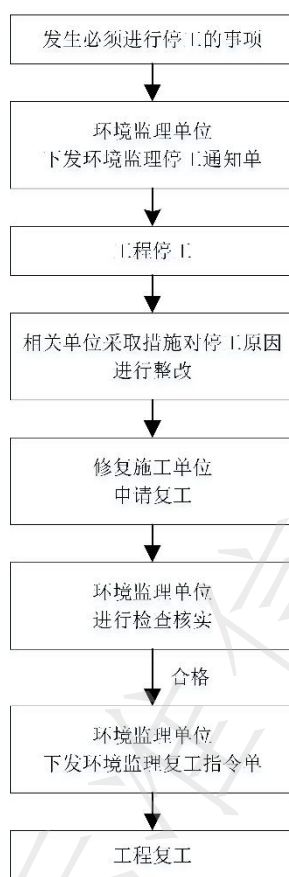 发生必须进行停工的事项
环境监理单位
下发环境监理停工通知单
工程停工
相关单位采取措施对停工原因
进行整改
修复施工单位
申请复工
环境监理单位
进行检查核实
合格
环境监理单位
下发环境监理复工指令单
工程复工